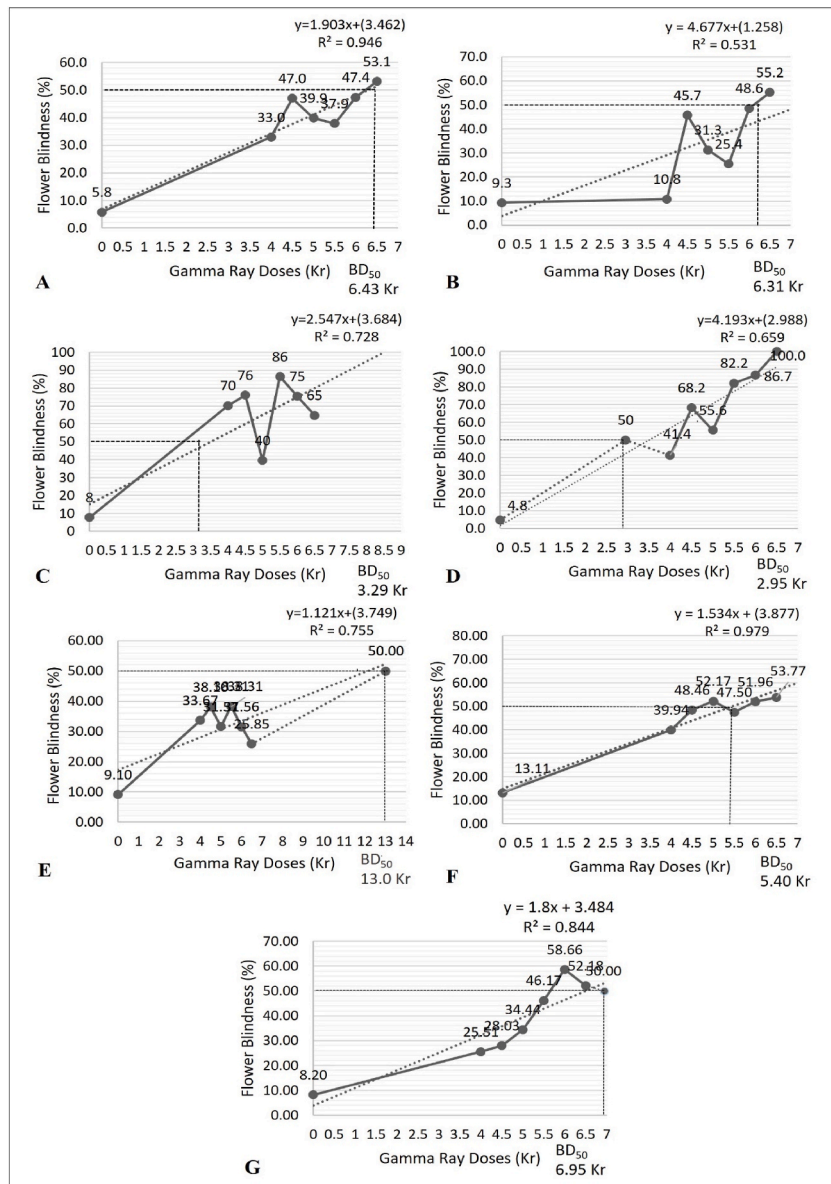 y=1.903x+(3.462)
R² = 0.946
Flower Blindness (%)
60.0
50.0
40.0
30.0
20.0
10.0
0.0
5.8
33.0
47.0
39.9
37.9
47.4
53.1
0 0.5 1 1.5 2 2.5 3 3.5 4 4.5 5 5.5 6 6.5 7
Gamma Ray Doses (Kr)
BD₅₀
6.43 Kr
A
y = 4.677x+(1.258)
R² = 0.531
Flower Blindness (%)
70.0
60.0
50.0
40.0
30.0
20.0
10.0
0.0
9.3
10.8
45.7
31.3
25.4
48.6
55.2
0 0.5 1 1.5 2 2.5 3 3.5 4 4.5 5 5.5 6 6.5 7
Gamma Ray Doses (Kr)
BD₅₀
6.31 Kr
B
y=2.547x+(3.684)
R² = 0.728
Flower Blindness (%)
100
90
80
70
60
50
40
30
20
10
0
8
70
76
40
86
75
65
0 0.5 1 1.5 2 2.5 3 3.5 4 4.5 5 5.5 6 6.5 7 7.5 8 8.5 9
Gamma Ray Doses (Kr)
BD₅₀
3.29 Kr
C
y=4.193x+(2.988)
R² = 0.659
Flower Blindness (%)
100.0
90.0
80.0
70.0
60.0
50.0
40.0
30.0
20.0
10.0
0.0
4.8
50
41.4
68.2
55.6
82.2
86.7
100.0
0 0.5 1 1.5 2 2.5 3 3.5 4 4.5 5 5.5 6 6.5 7
Gamma Ray Doses (Kr)
BD₅₀
2.95 Kr
D
y=1.121x+(3.749)
R² = 0.755
Flower Blindness (%)
60.00
50.00
40.00
30.00
20.00
10.00
0.00
9.10
33.67
25.85
50.00
0 1 2 3 4 5 6 7 8 9 10 11 12 13 14
Gamma Ray Doses (Kr)
BD₅₀
13.0 Kr
E
y = 1.534x + (3.877)
R² = 0.979
Flower Blindness (%)
80.00
70.00
60.00
50.00
40.00
30.00
20.00
10.00
0.00
13.11
39.94
48.46
52.17
47.50
51.96
53.77
0 0.5 1 1.5 2 2.5 3 3.5 4 4.5 5 5.5 6 6.5 7
Gamma Ray Doses (Kr)
BD₅₀
5.40 Kr
F
y = 1.8x + 3.484
R² = 0.844
Flower Blindness (%)
70.00
60.00
50.00
40.00
30.00
20.00
10.00
0.00
8.20
25.51
28.03
34.44
46.17
58.66
52.18
50.00
0 0.5 1 1.5 2 2.5 3 3.5 4 4.5 5 5.5 6 6.5 7
Gamma Ray Doses (Kr)
BD₅₀
6.95 Kr
G